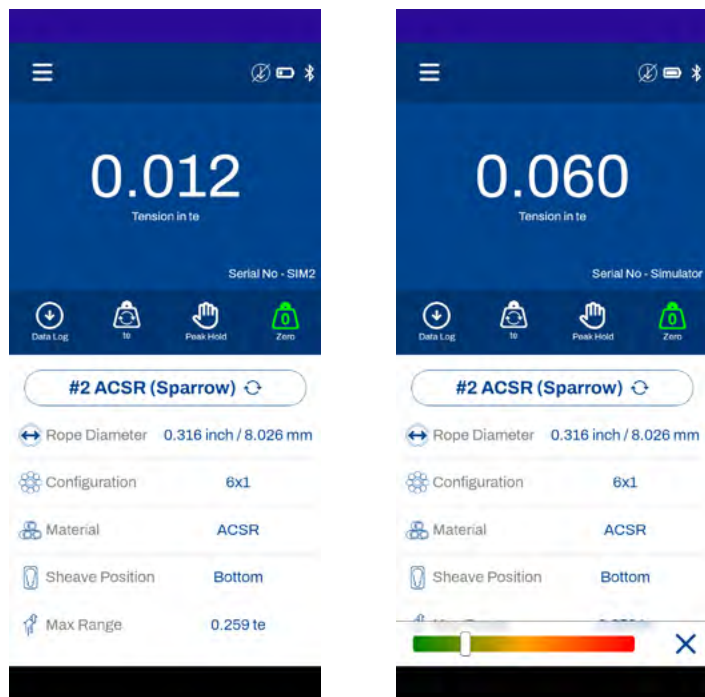 0.012
Tension in te
Serial No - SIM2
Data Log
te
Peak Hold
0
Zero
#2 ACSR (Sparrow)
Rope Diameter 0.316 inch / 8.026 mm
Configuration 6x1
Material ACSR
Sheave Position Bottom
Max Range 0.259 te
0.060
Tension in te
Serial No - Simulator
Data Log
te
Peak Hold
0
Zero
#2 ACSR (Sparrow)
Rope Diameter 0.316 inch / 8.026 mm
Configuration 6x1
Material ACSR
Sheave Position Bottom